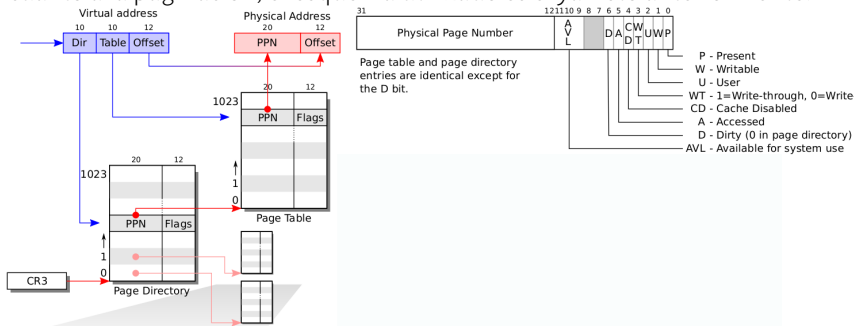 Virtual address
10 10 12
Dir Table Offset
Physical Address
20 12
PPN Offset
20 12
1023
PPN Flags
1
0
Page Table
20 12
1023
PPN Flags
1
0
Page Directory
CR3
31 12 11 10 9 8 7 6 5 4 3 2 1 0
Physical Page Number AVL D A CD WT U W P
Page table and page directory
entries are identical except for
the D bit.
P - Present
W - Writable
U - User
WT - 1=Write-through, 0=Write
CD - Cache Disabled
A - Accessed
D - Dirty (0 in page directory)
AVL - Available for system use